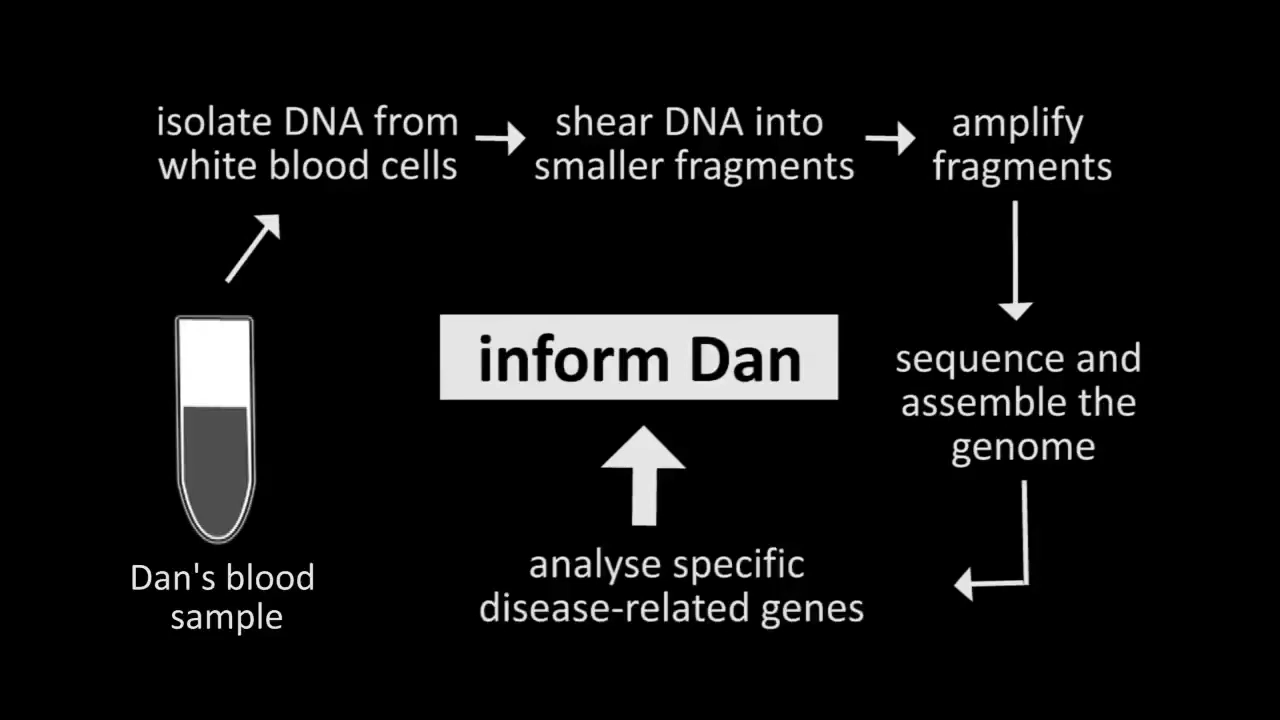 isolate DNA from
white blood cells
shear DNA into
smaller fragments
amplify
fragments
sequence and
assemble the
genome
analyse specific
disease-related genes
inform Dan
Dan's blood
sample